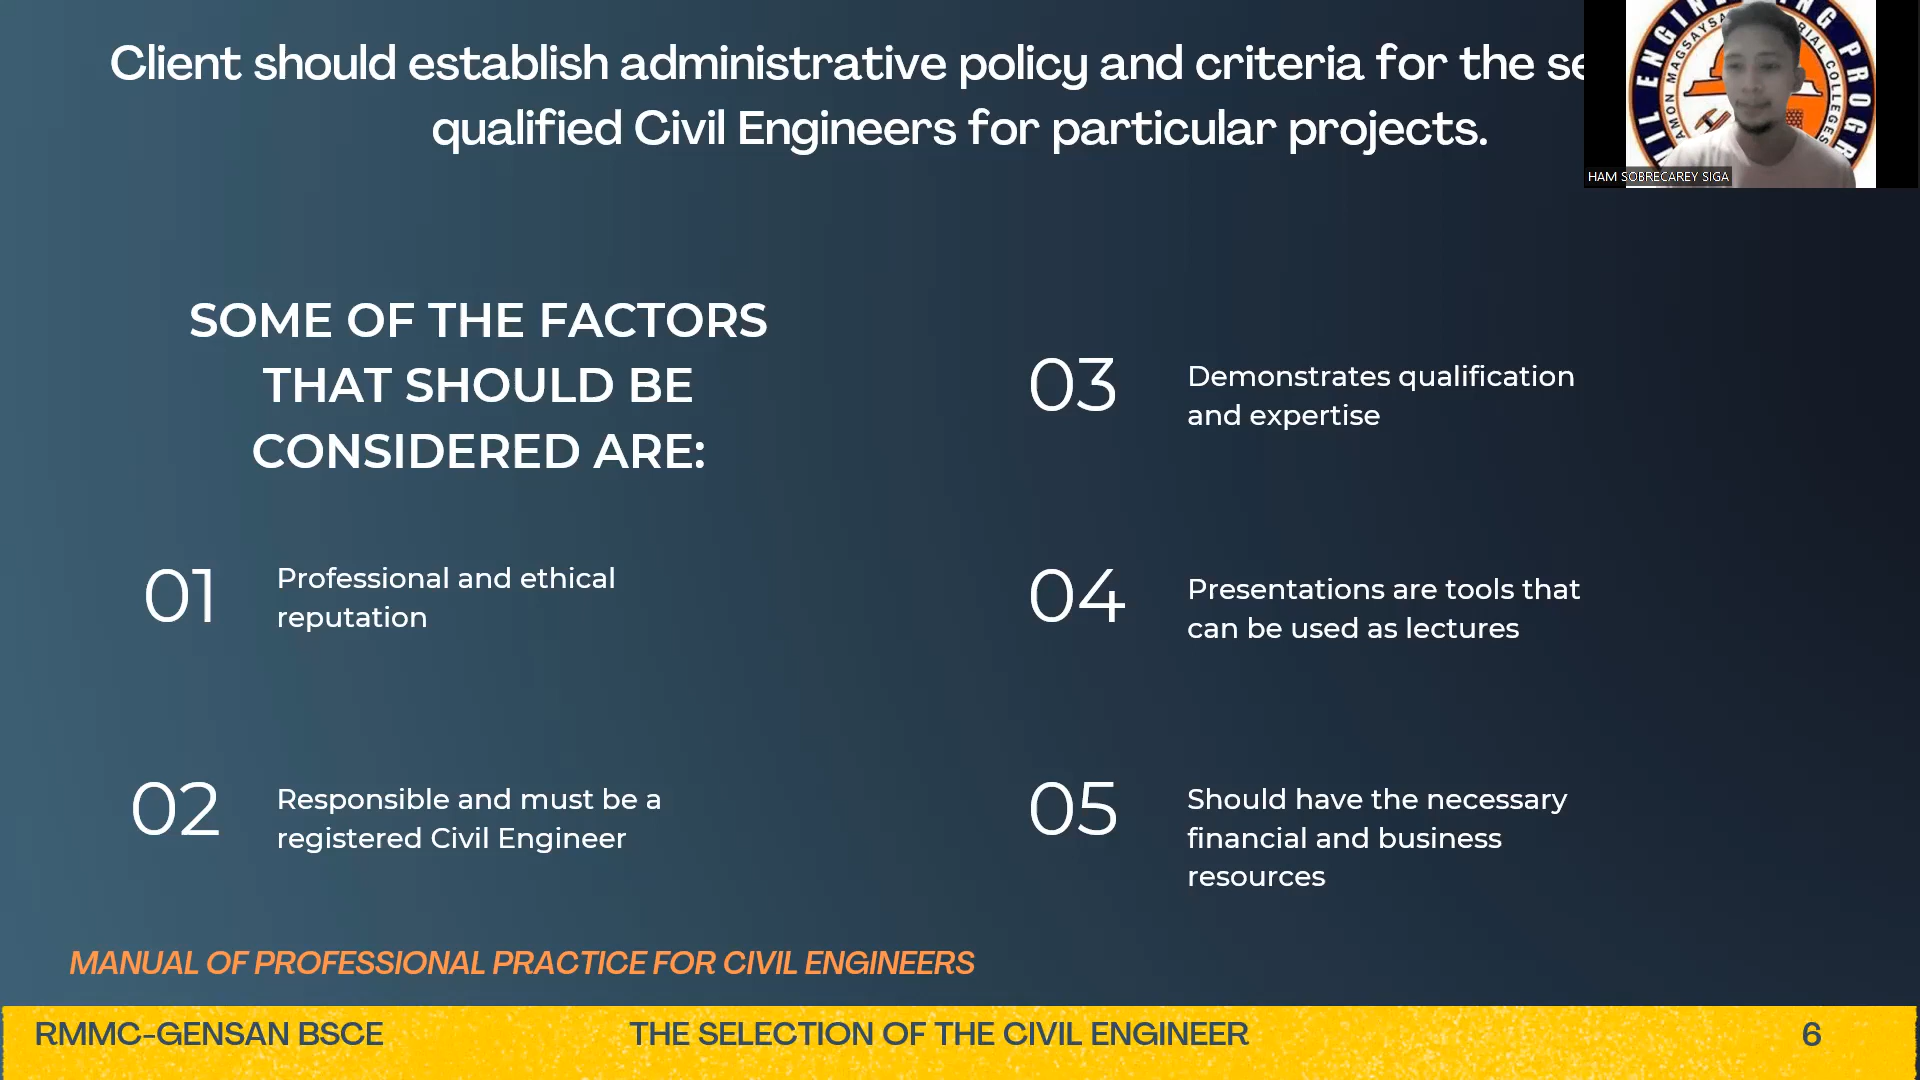 Client should establish administrative policy and criteria for the se
qualified Civil Engineers for particular projects.
HAM SOBRECAREY SIGA
SOME OF THE FACTORS
THAT SHOULD BE
CONSIDERED ARE:
01
Professional and ethical
reputation
02
Responsible and must be a
registered Civil Engineer
03
Demonstrates qualification
and expertise
04
Presentations are tools that
can be used as lectures
05
Should have the necessary
financial and business
resources
MANUAL OF PROFESSIONAL PRACTICE FOR CIVIL ENGINEERS
RMMC-GENSAN BSCE
THE SELECTION OF THE CIVIL ENGINEER
6